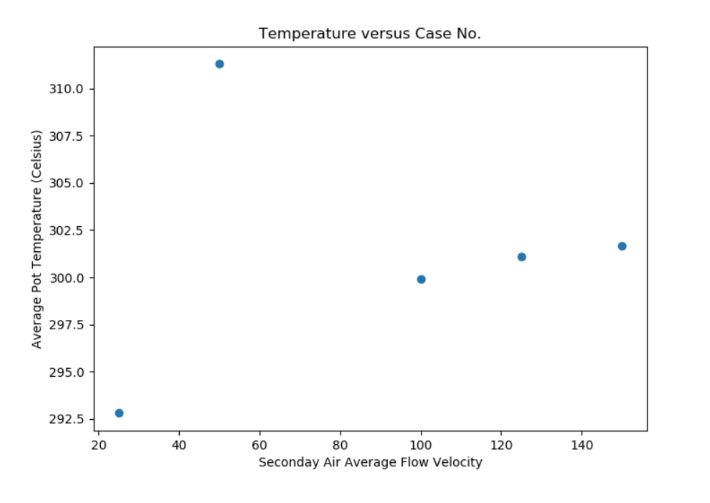 Temperature versus Case No.
310.0
307.5
305.0
302.5
300.0
297.5
295.0
292.5
Average Pot Temperature (Celsius)
20 40 60 80 100 120 140
Seconday Air Average Flow Velocity